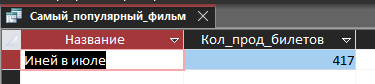 Самый_популярный_фильм
Название Кол_прод_билетов
Иней в июле 417